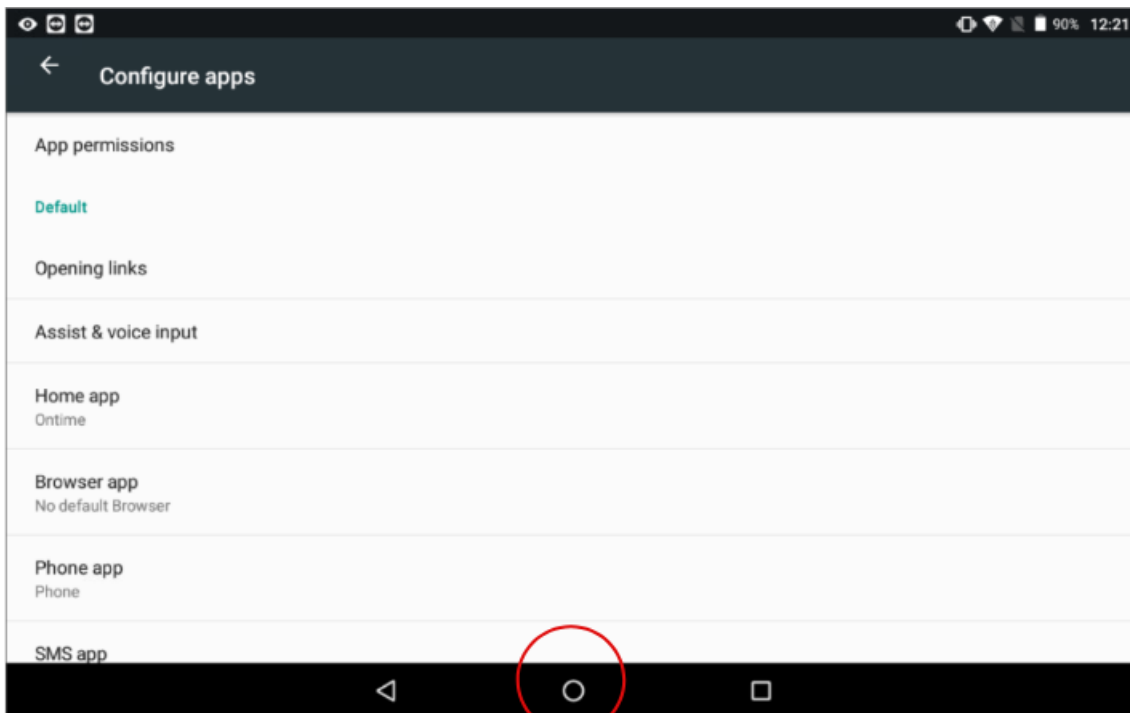 90% 12:21
Configure apps
App permissions
Default
Opening links
Assist & voice input
Home app
Ontime
Browser app
No default Browser
Phone app
Phone
SMS app